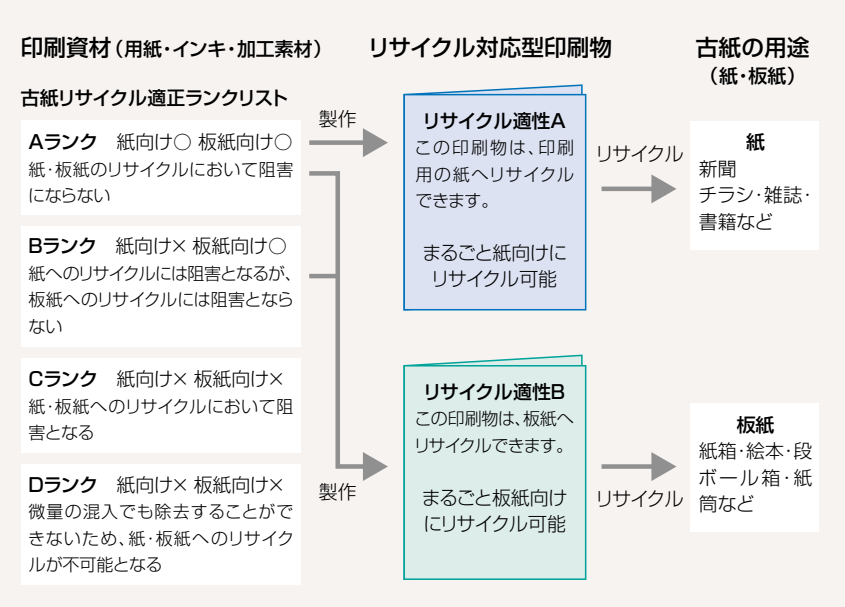 印刷資材（用紙・インキ・加工素材）
古紙リサイクル適正ランクリスト
Aランク　紙向け○ 板紙向け○
紙・板紙のリサイクルにおいて阻害
にならない
Bランク　紙向け× 板紙向け○
紙へのリサイクルには阻害となるが、
板紙へのリサイクルには阻害となら
ない
Cランク　紙向け× 板紙向け×
紙・板紙へのリサイクルにおいて阻
害となる
Dランク　紙向け× 板紙向け×
微量の混入でも除去することがで
きないため、紙・板紙へのリサイク
ルが不可能となる
製作
製作
リサイクル対応型印刷物
リサイクル適性A
この印刷物は、印刷
用の紙へリサイクル
できます。
まるごと紙向けに
リサイクル可能
リサイクル適性B
この印刷物は、板紙へ
リサイクルできます。
まるごと板紙向け
にリサイクル可能
リサイクル
リサイクル
古紙の用途
（紙・板紙）
紙
新聞
チラシ・雑誌・
書籍など
板紙
紙箱・絵本・段
ボール箱・紙
筒など